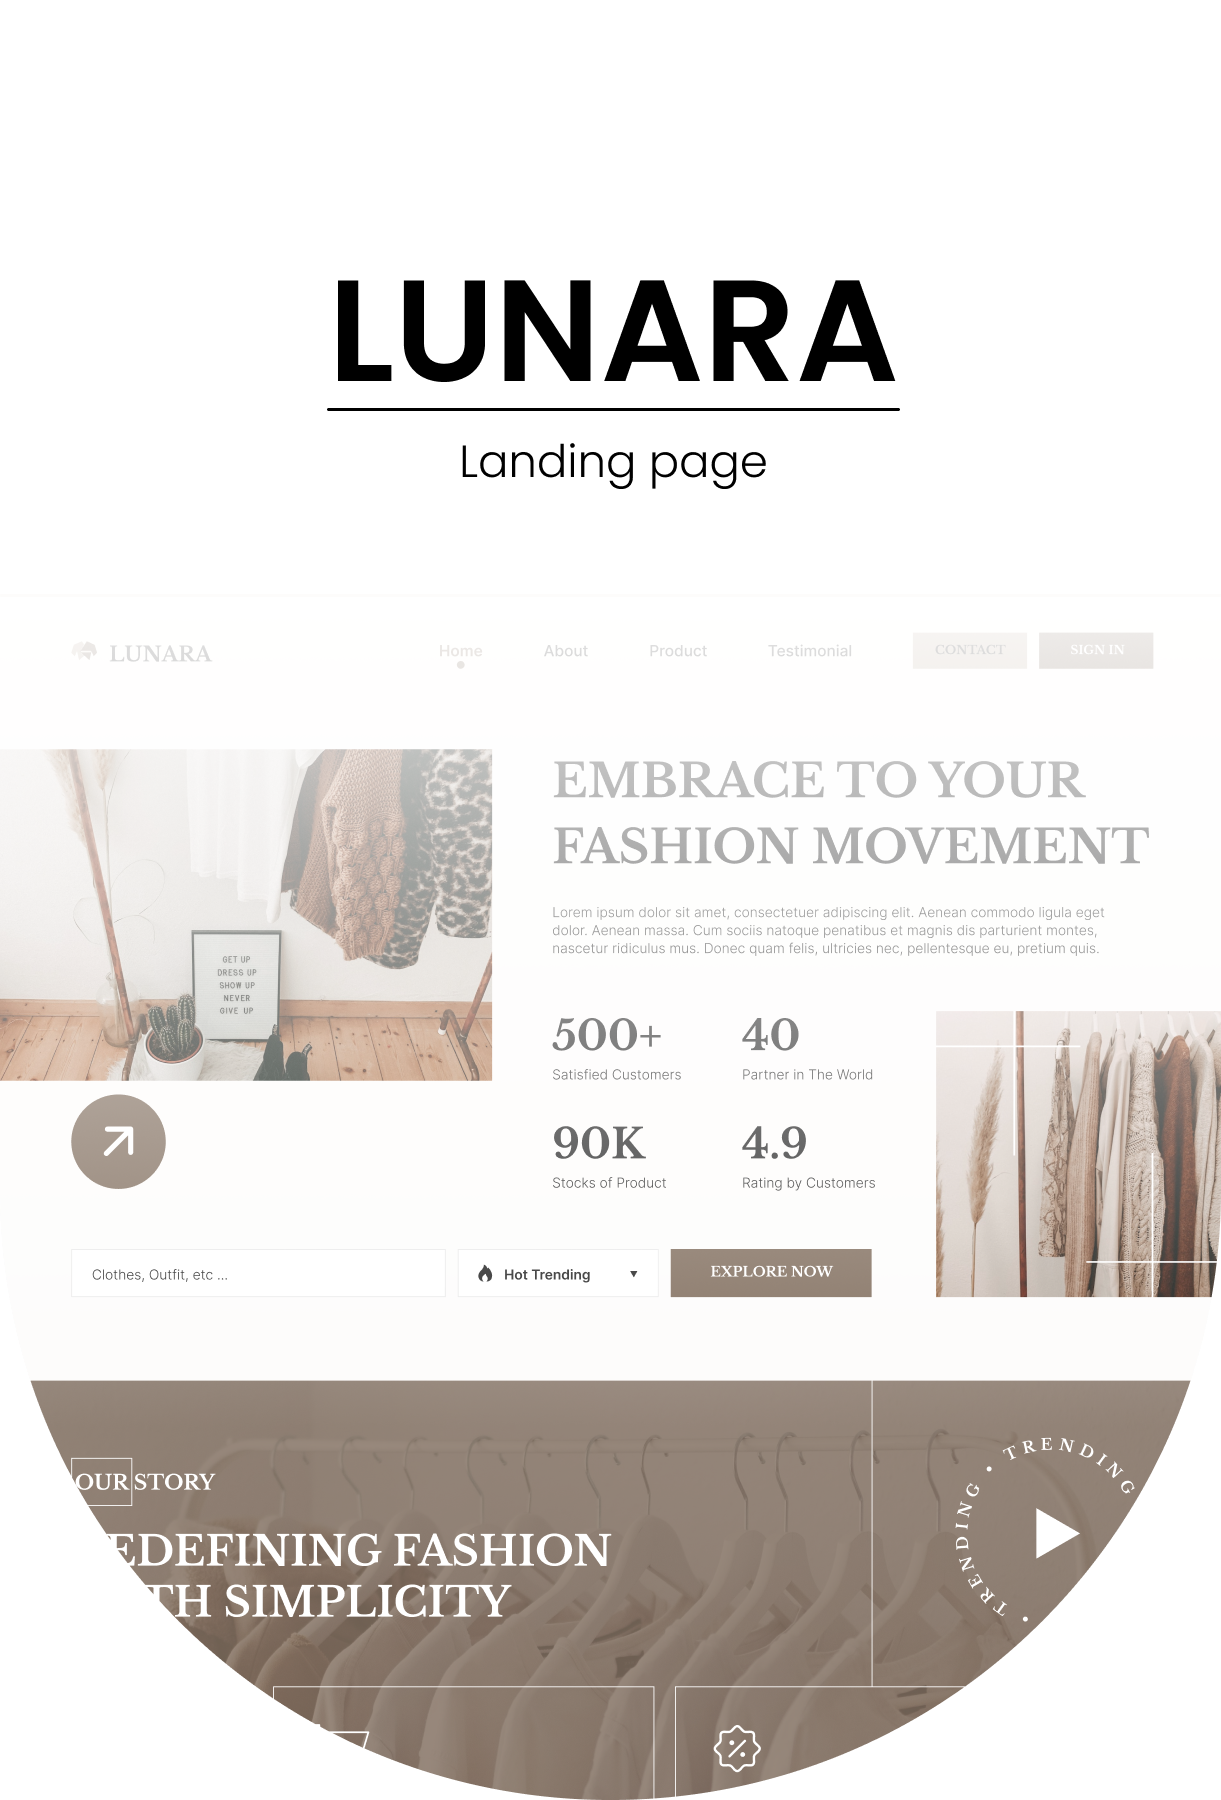 LUNARA
Landing page
LUNARA
Home
About
Product
Testimonial
CONTACT
SIGN IN
EMBRACE TO YOUR
FASHION MOVEMENT
Lorem ipsum dolor sit amet, consectetuer adipiscing elit. Aenean commodo ligula eget
dolor. Aenean massa. Cum sociis natoque penatibus et magnis dis parturient montes,
nascetur ridiculus mus. Donec quam felis, ultricies nec, pellentesque eu, pretium quis.
GET UP
DRESS UP
SHOW UP
NEVER
GIVE UP
500+
Satisfied Customers
40
Partner in The World
90K
Stocks of Product
4.9
Rating by Customers
Clothes, Outfit, etc ...
Hot Trending
EXPLORE NOW
OUR STORY
EDEFINING FASHION
TH SIMPLICITY
TRENDING • TRENDING •